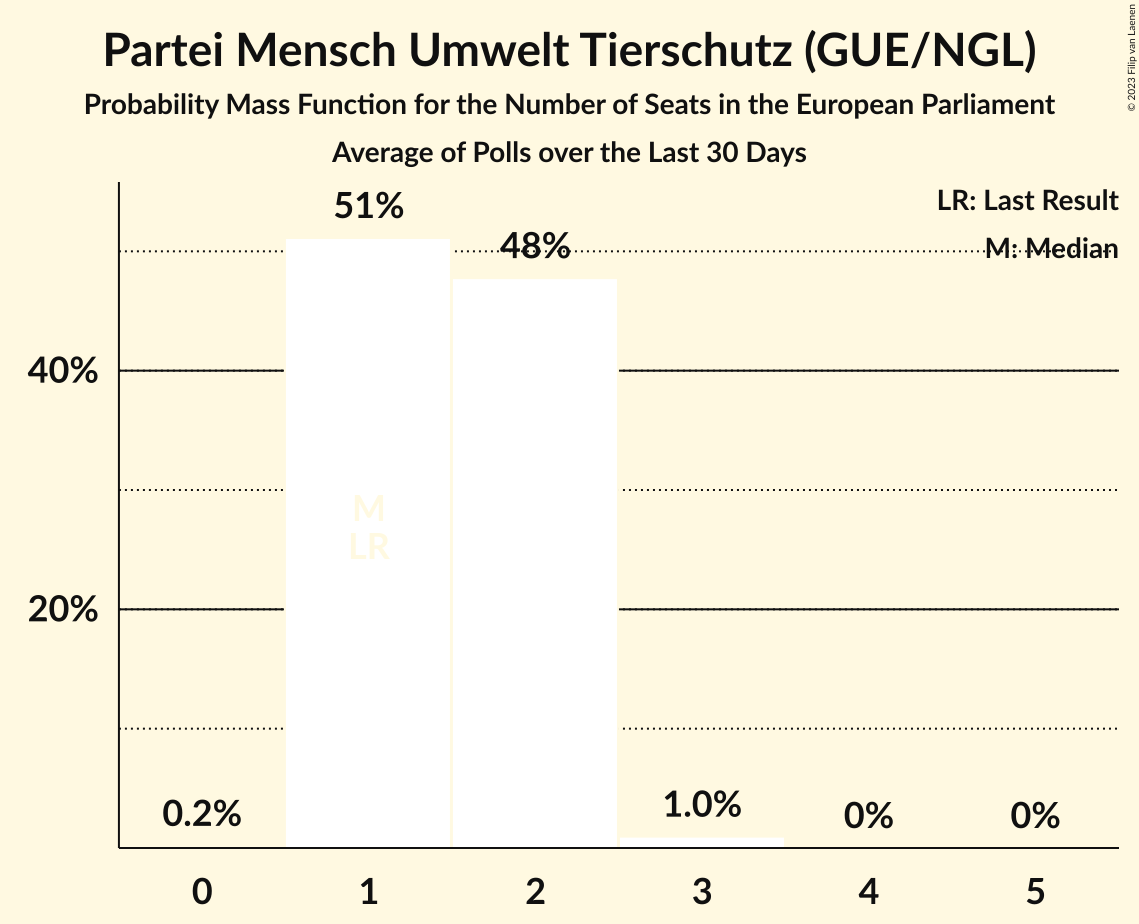 Partei Mensch Umwelt Tierschutz (GUE/NGL)
Probability Mass Function for the Number of Seats in the European Parliament
Average of Polls over the Last 30 Days
© 2023 Filip van Laenen
LR: Last Result
M: Median
51%
48%
40%
M
LR
20%
0.2%
1.0%
0%
0%
0 1 2 3 4 5